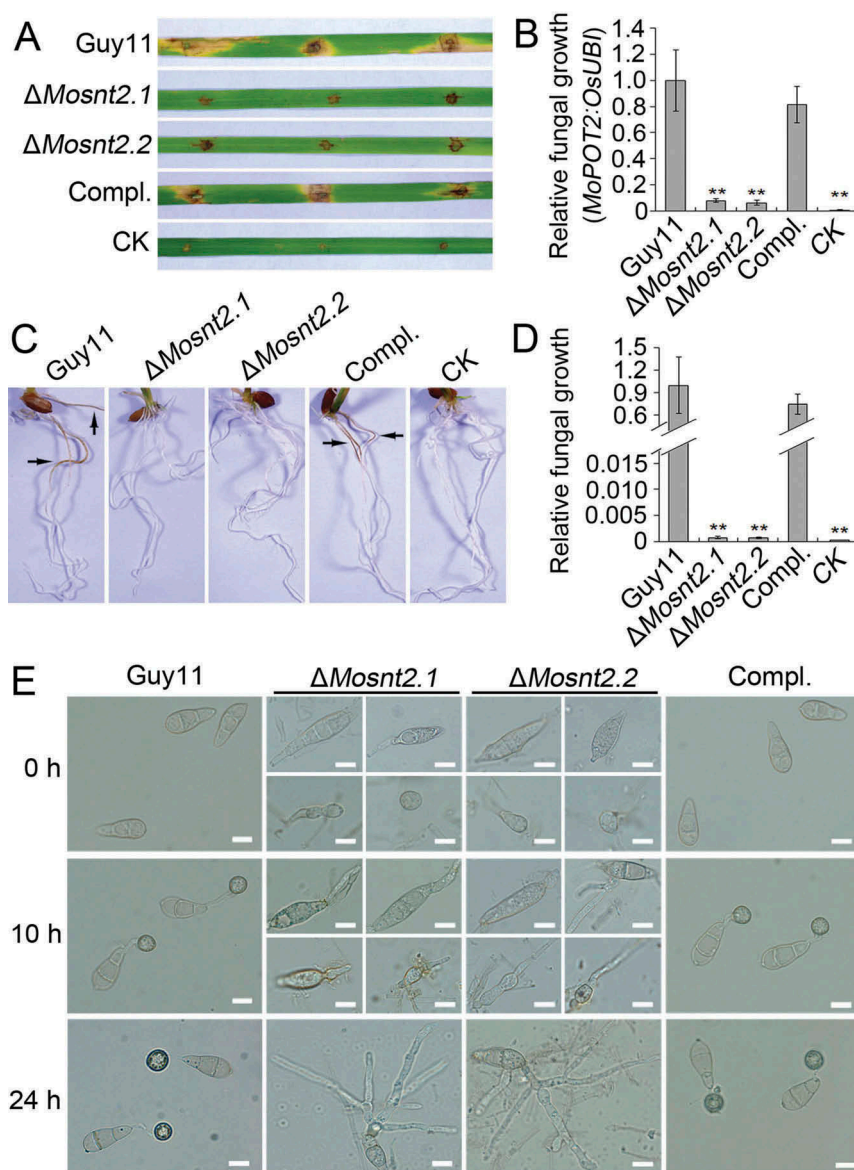 A
Guy11
ΔMosnt2.1
ΔMosnt2.2
Compl.
CK
B
Relative fungal growth
(MoPOT2:OsUBI)
1.4
1.2
1.0
0.8
0.6
0.4
0.2
0
** ** **
Guy11
ΔMosnt2.1
ΔMosnt2.2
Compl.
CK
C
Guy11
ΔMosnt2.1
ΔMosnt2.2
Compl.
CK
D
Relative fungal growth
1.5
1.2
0.9
0.6
0.015
0.01
0.005
0
** ** **
Guy11
ΔMosnt2.1
ΔMosnt2.2
Compl.
CK
E
Guy11 ΔMosnt2.1 ΔMosnt2.2 Compl.
0 h
10 h
24 h